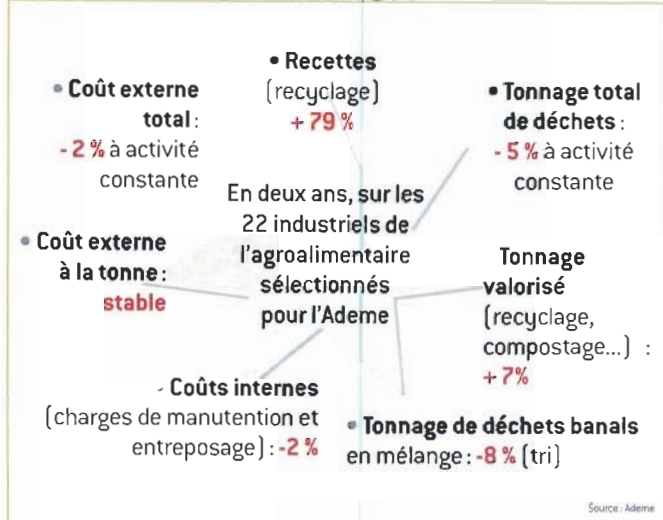 • Recettes
(recyclage)
+ 79 %
• Coût externe
total :
- 2 % à activité
constante
• Tonnage total
de déchets :
- 5 % à activité
constante
En deux ans, sur les
22 industriels de
l'agroalimentaire
sélectionnés
pour l'Ademe
• Coût externe
à la tonne :
stable
Tonnage
valorisé
(recyclage,
compostage...) :
+ 7%
- Coûts internes
(charges de manutention et
entreposage) : -2 %
• Tonnage de déchets banals
en mélange : -8 % (tri)
Source : Ademe